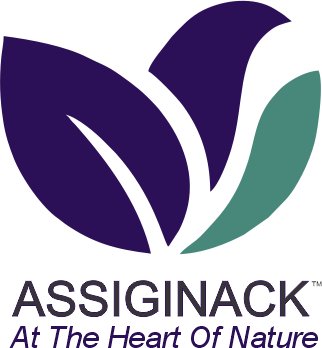 ASSIGINACK™
At The Heart Of Nature